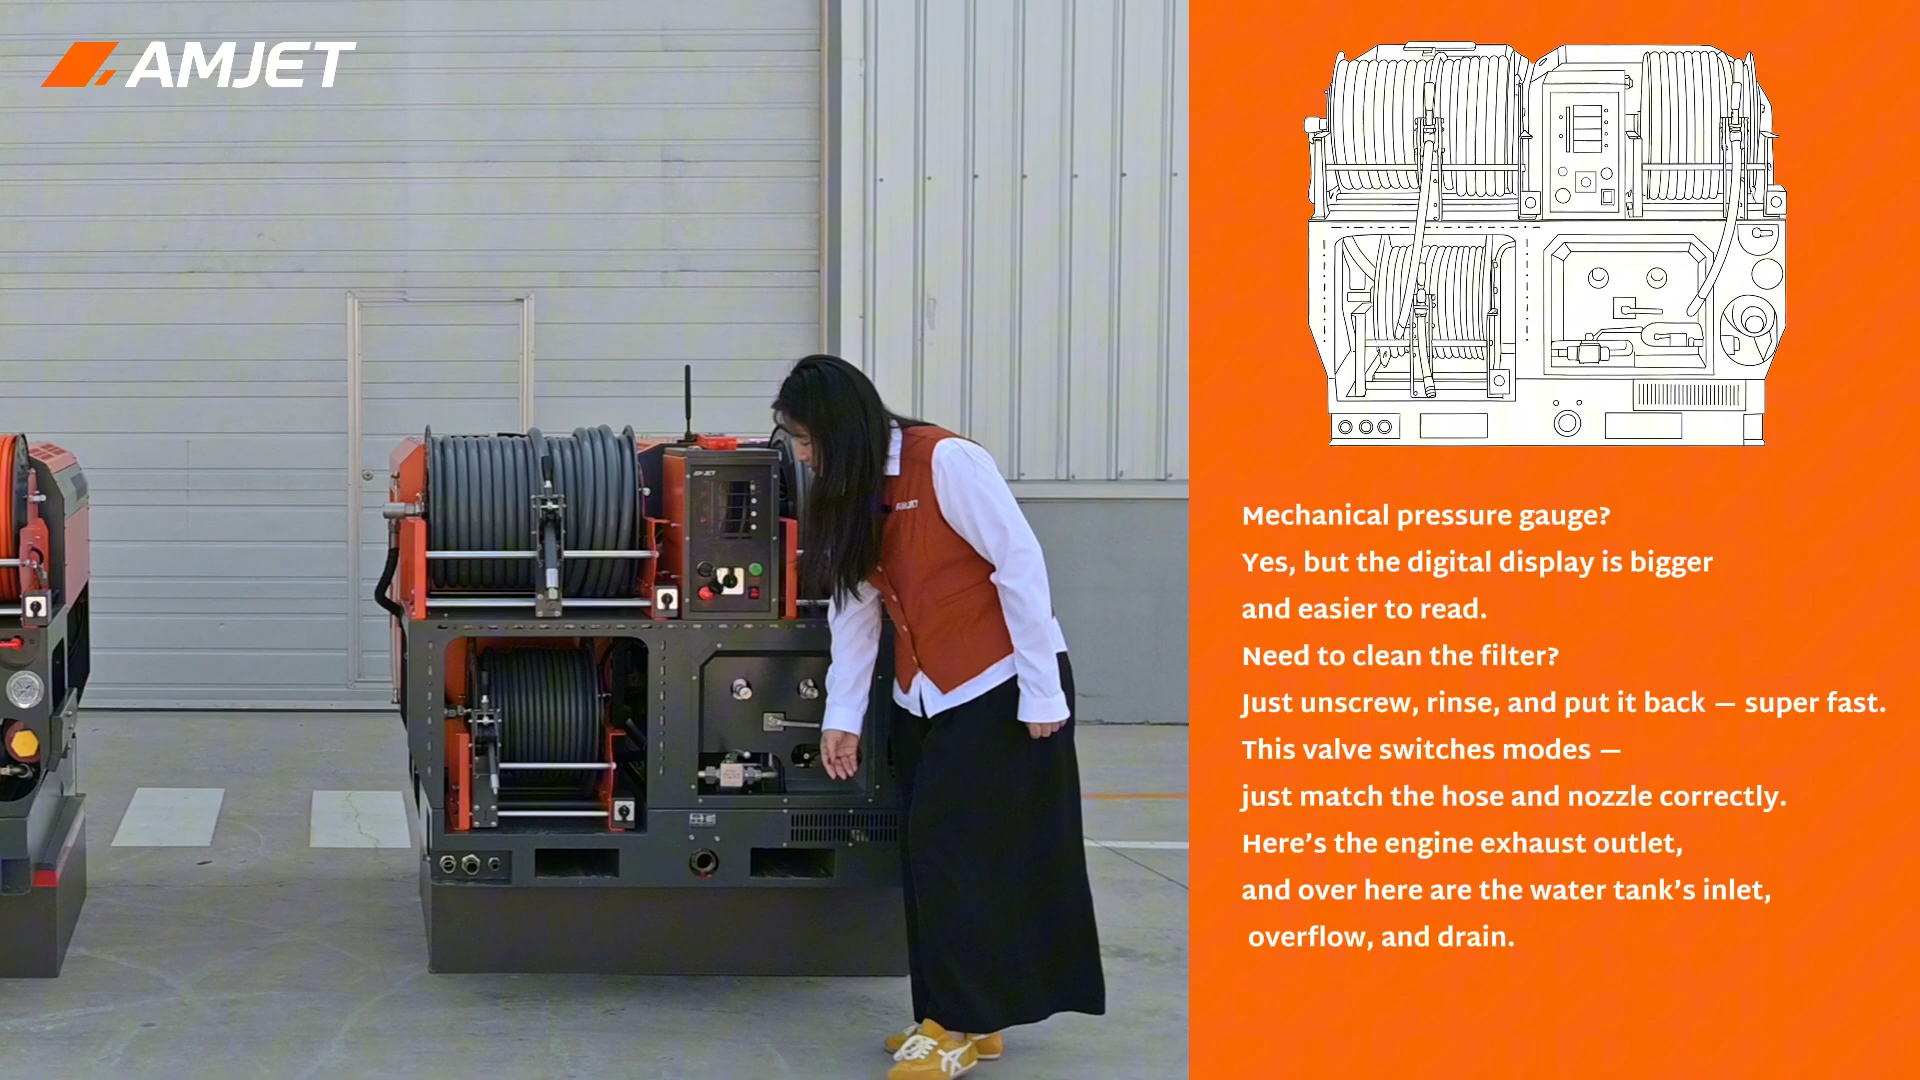 AMJET
AMJET
AMJET
Mechanical pressure gauge?
Yes, but the digital display is bigger
and easier to read.
Need to clean the filter?
Just unscrew, rinse, and put it back — super fast.
This valve switches modes —
just match the hose and nozzle correctly.
Here’s the engine exhaust outlet,
and over here are the water tank’s inlet,
overflow, and drain.